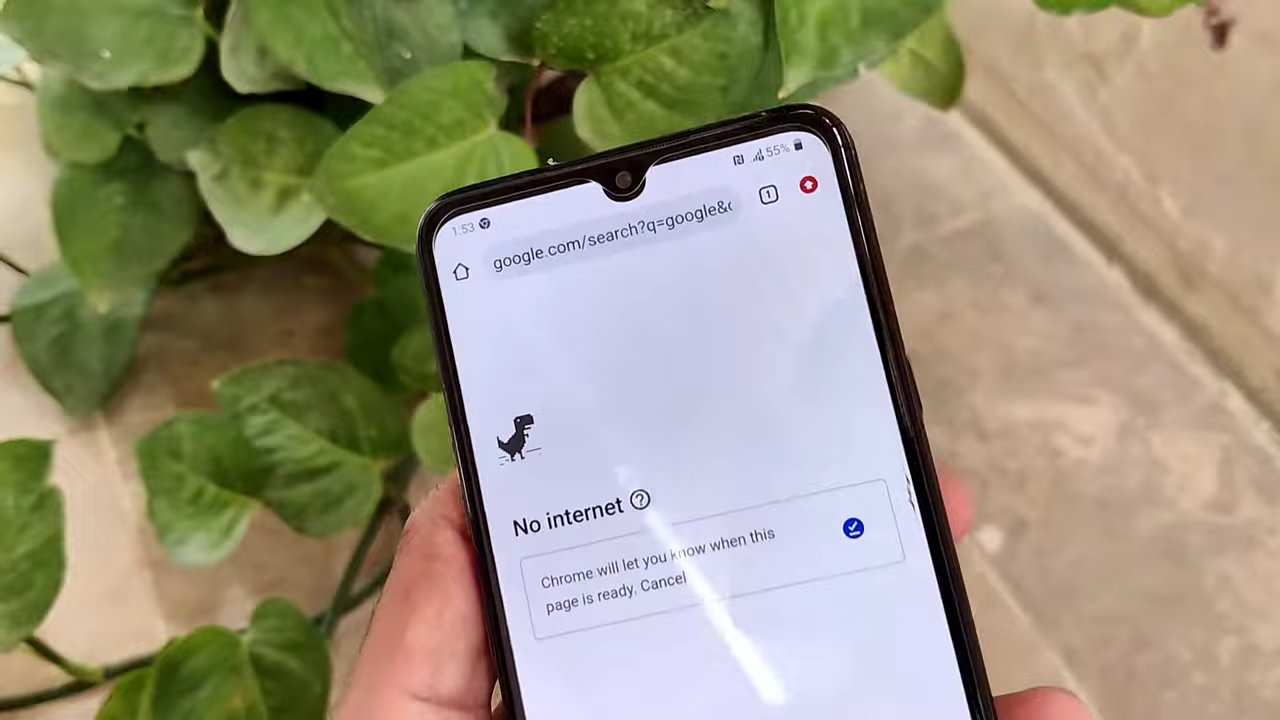 1:53
55%
google.com/search?q=google&c
1
No internet ?
Chrome will let you know when this
page is ready. Cancel